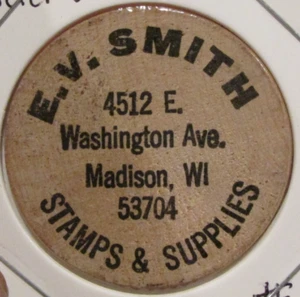 E.V. SMITH
4512 E.
Washington Ave.
Madison, WI
53704
STAMPS & SUPPLIES